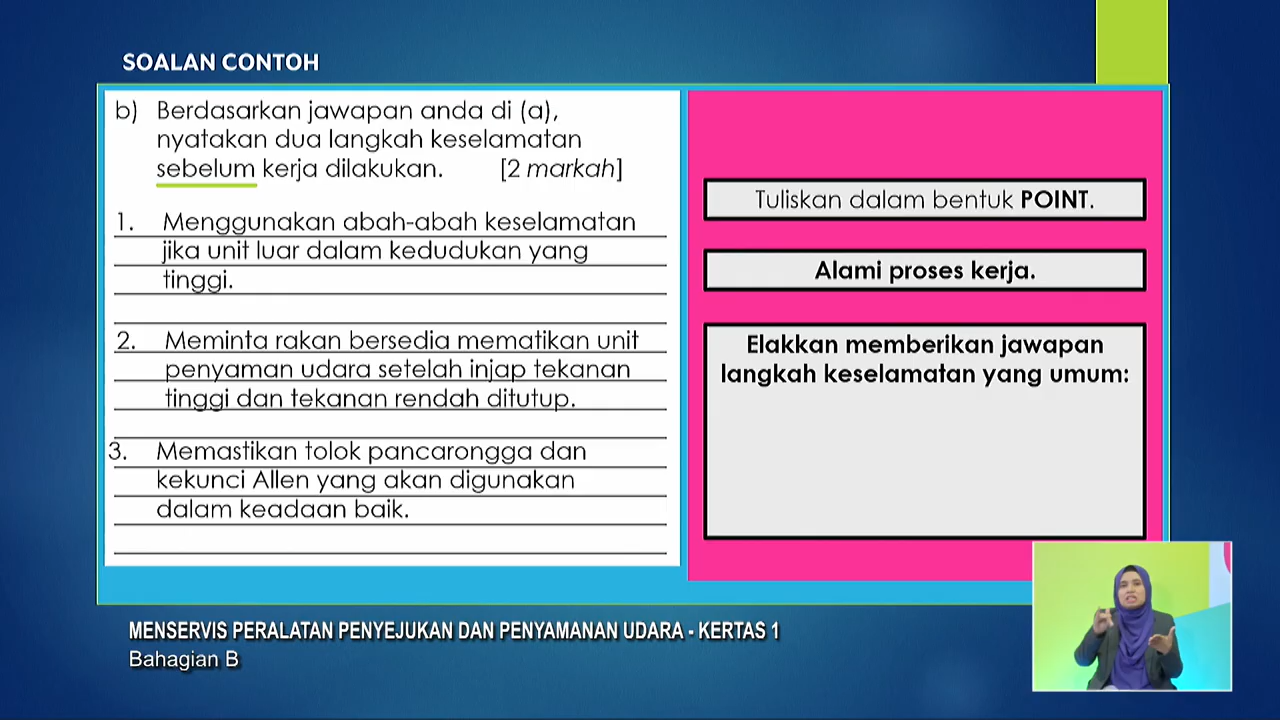 SOALAN CONTOH
b) Berdasarkan jawapan anda di (a),
nyatakan dua langkah keselamatan
sebelum kerja dilakukan. [2 markah]
1. Menggunakan abah-abah keselamatan
jika unit luar dalam kedudukan yang
tinggi.
2. Meminta rakan bersedia mematikan unit
penyaman udara setelah injap tekanan
tinggi dan tekanan rendah ditutup.
3. Memastikan tolok pancarongga dan
kekunci Allen yang akan digunakan
dalam keadaan baik.
Tuliskan dalam bentuk POINT.
Alami proses kerja.
Elakkan memberikan jawapan
langkah keselamatan yang umum:
MENSERVIS PERALATAN PENYEJUKAN DAN PENYAMANAN UDARA - KERTAS 1
Bahagian B